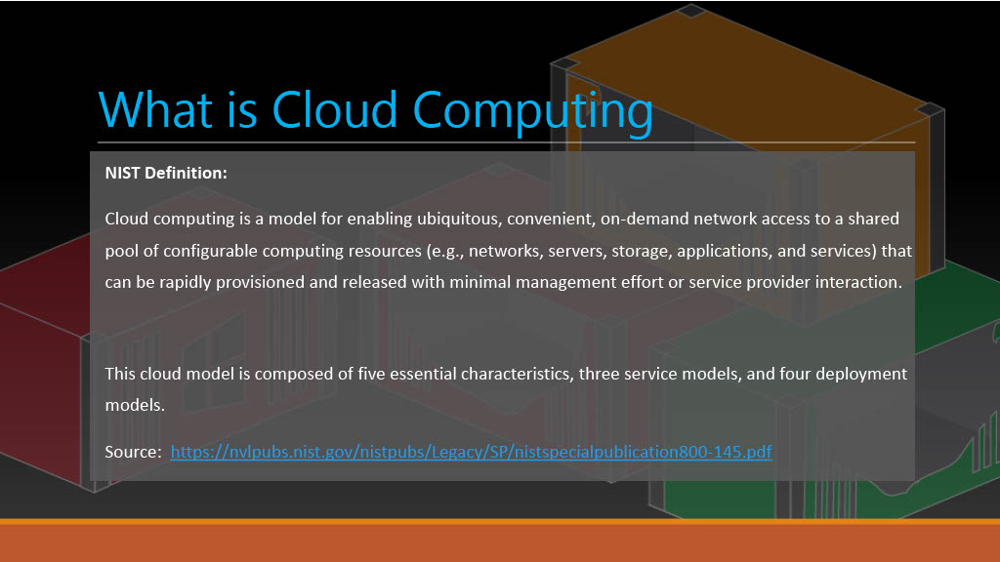 What is Cloud Computing
NIST Definition:
Cloud computing is a model for enabling ubiquitous, convenient, on-demand network access to a shared
pool of configurable computing resources (e.g., networks, servers, storage, applications, and services) that
can be rapidly provisioned and released with minimal management effort or service provider interaction.
This cloud model is composed of five essential characteristics, three service models, and four deployment
models.
Source:  https://nvlpubs.nist.gov/nistpubs/Legacy/SP/nistspecialpublication800-145.pdf